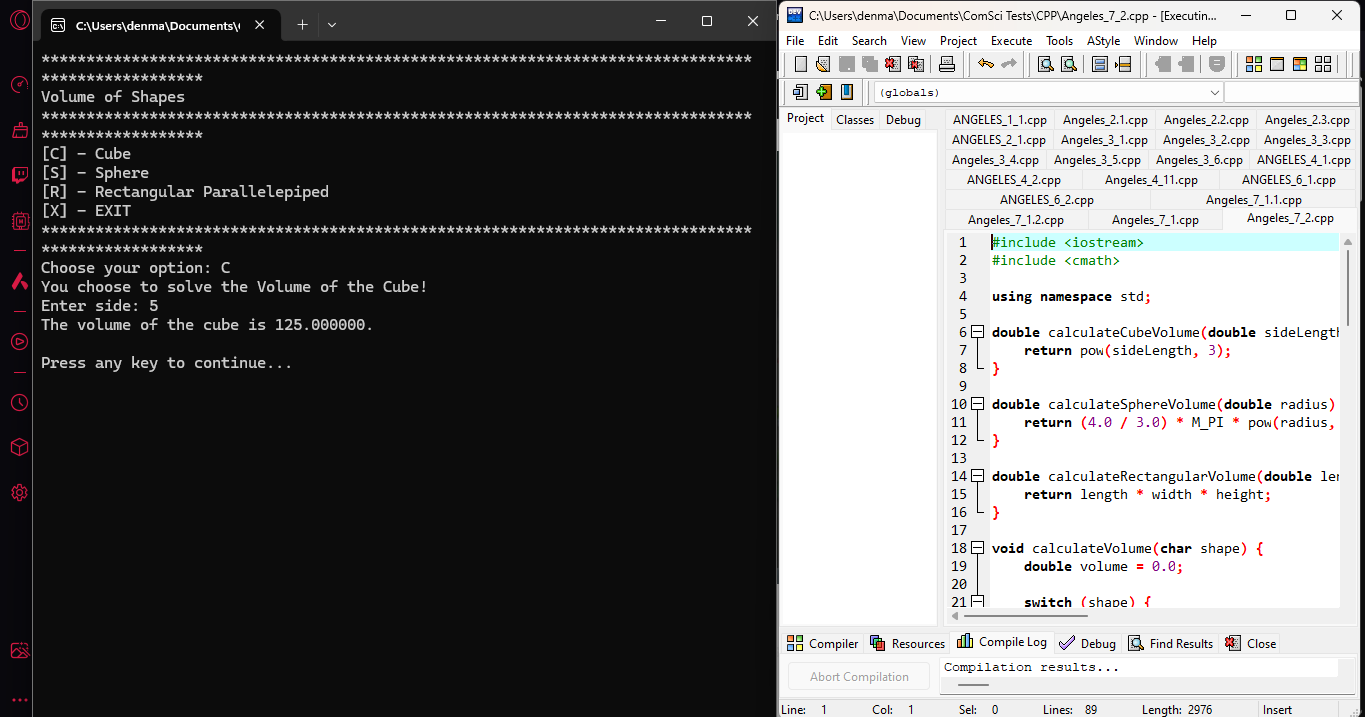 C:\Users\denma\Documents\(
*******************************************************************************
******************
Volume of Shapes
*******************************************************************************
******************
[C] - Cube
[S] - Sphere
[R] - Rectangular Parallelepiped
[X] - EXIT
*******************************************************************************
******************
Choose your option: C
You choose to solve the Volume of the Cube!
Enter side: 5
The volume of the cube is 125.000000.
Press any key to continue...
C:\Users\denma\Documents\ComSci Tests\CPP\Angeles_7_2.cpp - [Executin...
File Edit Search View Project Execute Tools AStyle Window Help
(globals)
Project Classes Debug
ANGELES_1_1.cpp Angeles_2.1.cpp Angeles_2.2.cpp Angeles_2.3.cpp
ANGELES_2_1.cpp Angeles_3_1.cpp Angeles_3_2.cpp Angeles_3_3.cpp
Angeles_3_4.cpp Angeles_3_5.cpp Angeles_3_6.cpp ANGELES_4_1.cpp
ANGELES_4_2.cpp Angeles_4_11.cpp ANGELES_6_1.cpp
ANGELES_6_2.cpp Angeles_7_1.1.cpp
Angeles_7_1.2.cpp Angeles_7_1.cpp Angeles_7_2.cpp
1 #include <iostream>
2 #include <cmath>
3
4 using namespace std;
5
6 double calculateCubeVolume(double sideLength
7 return pow(sideLength, 3);
8 }
9
10 double calculateSphereVolume(double radius)
11 return (4.0 / 3.0) * M_PI * pow(radius,
12 }
13
14 double calculateRectangularVolume(double len
15 return length * width * height;
16 }
17
18 void calculateVolume(char shape) {
19 double volume = 0.0;
20
21 switch (shape) {
Compiler Resources Compile Log Debug Find Results Close
Abort Compilation
Compilation results...
Line: 1 Col: 1 Sel: 0 Lines: 89 Length: 2976 Insert